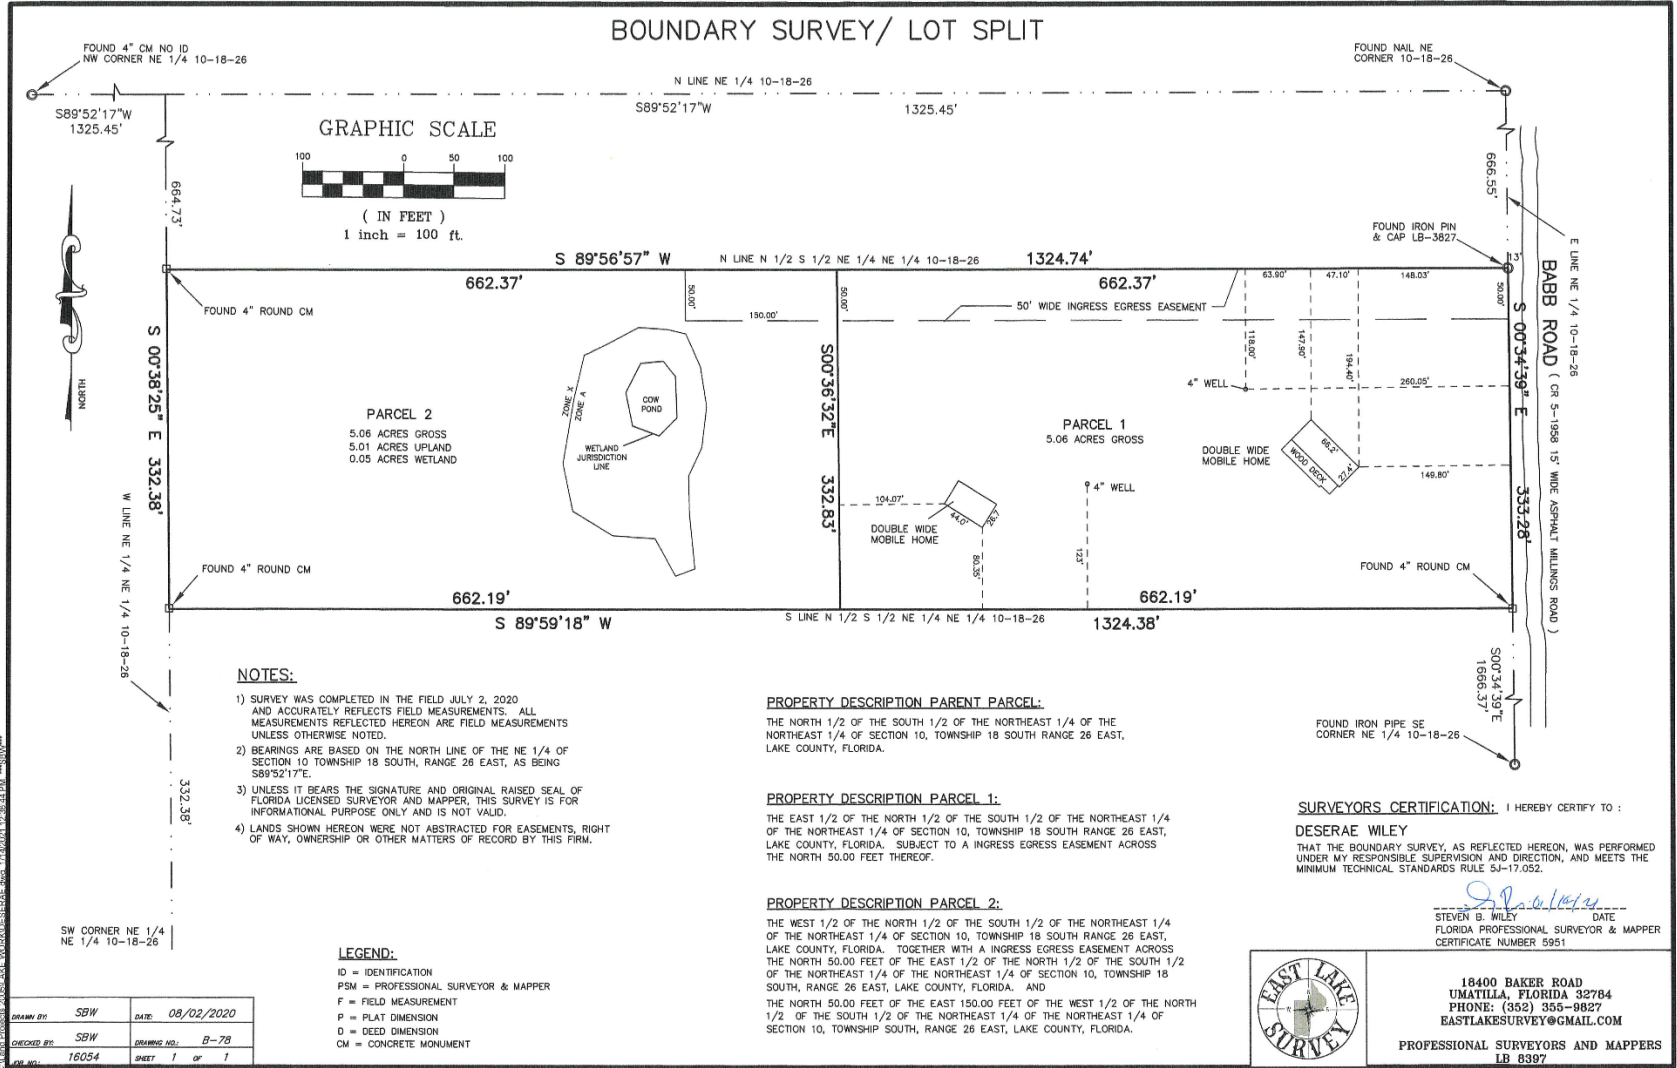 BOUNDARY SURVEY/ LOT SPLIT
FOUND 4" CM NO ID
NW CORNER NE 1/4 10-18-26
FOUND NAIL NE
CORNER 10-18-26
N LINE NE 1/4 10-18-26
S89°52'17"W
1325.45'
S89°52'17"W
1325.45'
GRAPHIC SCALE
100
0
50
100
( IN FEET )
1 inch = 100 ft.
664.73'
666.55'
FOUND IRON PIN
& CAP LB-3827
13'
E LINE NE 1/4 10-18-26
BABB ROAD ( CR 5-1958 15' WIDE ASPHALT MILLINGS ROAD )
S 89°56'57" W
N LINE N 1/2 S 1/2 NE 1/4 NE 1/4 10-18-26
1324.74'
662.37'
662.37'
63.90'
47.10'
148.03'
FOUND 4" ROUND CM
50.00'
150.00'
50.00'
50' WIDE INGRESS EGRESS EASEMENT
50.00'
NORTH
S 00°38'25" E 332.38'
ZONE X
ZONE A
COW
POND
WETLAND
JURISDICTION
LINE
PARCEL 2
5.06 ACRES GROSS
5.01 ACRES UPLAND
0.05 ACRES WETLAND
S00°36'32"E 332.83'
PARCEL 1
5.06 ACRES GROSS
118.00'
147.90'
194.40'
4" WELL
260.05'
S 00°34'39" E 333.28'
DOUBLE WIDE
MOBILE HOME
66.2'
WOOD DECK
27.4'
149.80'
104.07'
44.0'
26.7
DOUBLE WIDE
MOBILE HOME
80.35'
4" WELL
123'
W LINE NE 1/4 NE 1/4 10-18-26
FOUND 4" ROUND CM
FOUND 4" ROUND CM
662.19'
662.19'
S 89°59'18" W
S LINE N 1/2 S 1/2 NE 1/4 NE 1/4 10-18-26
1324.38'
S00°34'39"E
1666.37'
FOUND IRON PIPE SE
CORNER NE 1/4 10-18-26
332.38'
SW CORNER NE 1/4
NE 1/4 10-18-26
NOTES:
1) SURVEY WAS COMPLETED IN THE FIELD JULY 2, 2020
AND ACCURATELY REFLECTS FIELD MEASUREMENTS. ALL
MEASUREMENTS REFLECTED HEREON ARE FIELD MEASUREMENTS
UNLESS OTHERWISE NOTED.
2) BEARINGS ARE BASED ON THE NORTH LINE OF THE NE 1/4 OF
SECTION 10 TOWNSHIP 18 SOUTH, RANGE 26 EAST, AS BEING
S89°52'17"E.
3) UNLESS IT BEARS THE SIGNATURE AND ORIGINAL RAISED SEAL OF
FLORIDA LICENSED SURVEYOR AND MAPPER, THIS SURVEY IS FOR
INFORMATIONAL PURPOSE ONLY AND IS NOT VALID.
4) LANDS SHOWN HEREON WERE NOT ABSTRACTED FOR EASEMENTS, RIGHT
OF WAY, OWNERSHIP OR OTHER MATTERS OF RECORD BY THIS FIRM.
LEGEND:
ID = IDENTIFICATION
PSM = PROFESSIONAL SURVEYOR & MAPPER
F = FIELD MEASUREMENT
P = PLAT DIMENSION
D = DEED DIMENSION
CM = CONCRETE MONUMENT
PROPERTY DESCRIPTION PARENT PARCEL:
THE NORTH 1/2 OF THE SOUTH 1/2 OF THE NORTHEAST 1/4 OF THE
NORTHEAST 1/4 OF SECTION 10, TOWNSHIP 18 SOUTH RANGE 26 EAST,
LAKE COUNTY, FLORIDA.
PROPERTY DESCRIPTION PARCEL 1:
THE EAST 1/2 OF THE NORTH 1/2 OF THE SOUTH 1/2 OF THE NORTHEAST 1/4
OF THE NORTHEAST 1/4 OF SECTION 10, TOWNSHIP 18 SOUTH RANGE 26 EAST,
LAKE COUNTY, FLORIDA. SUBJECT TO A INGRESS EGRESS EASEMENT ACROSS
THE NORTH 50.00 FEET THEREOF.
PROPERTY DESCRIPTION PARCEL 2:
THE WEST 1/2 OF THE NORTH 1/2 OF THE SOUTH 1/2 OF THE NORTHEAST 1/4
OF THE NORTHEAST 1/4 OF SECTION 10, TOWNSHIP 18 SOUTH RANGE 26 EAST,
LAKE COUNTY, FLORIDA. TOGETHER WITH A INGRESS EGRESS EASEMENT ACROSS
THE NORTH 50.00 FEET OF THE EAST 1/2 OF THE NORTH 1/2 OF THE SOUTH 1/2
OF THE NORTHEAST 1/4 OF THE NORTHEAST 1/4 OF SECTION 10, TOWNSHIP 18
SOUTH, RANGE 26 EAST, LAKE COUNTY, FLORIDA. AND
THE NORTH 50.00 FEET OF THE EAST 150.00 FEET OF THE WEST 1/2 OF THE NORTH
1/2 OF THE SOUTH 1/2 OF THE NORTHEAST 1/4 OF THE NORTHEAST 1/4 OF
SECTION 10, TOWNSHIP SOUTH, RANGE 26 EAST, LAKE COUNTY, FLORIDA.
SURVEYORS CERTIFICATION: I HEREBY CERTIFY TO :
DESERAE WILEY
THAT THE BOUNDARY SURVEY, AS REFLECTED HEREON, WAS PERFORMED
UNDER MY RESPONSIBLE SUPERVISION AND DIRECTION, AND MEETS THE
MINIMUM TECHNICAL STANDARDS RULE 5J-17.052.
STEVEN B. WILEY DATE
FLORIDA PROFESSIONAL SURVEYOR & MAPPER
CERTIFICATE NUMBER 5951
EAST LAKE
SURVEY
18400 BAKER ROAD
UMATILLA, FLORIDA 32784
PHONE: (352) 355-9827
EASTLAKESURVEY@GMAIL.COM
PROFESSIONAL SURVEYORS AND MAPPERS
LB 8397
DRAWN BY: SBW DATE: 08/02/2020
CHECKED BY: SBW DRAWING NO.: B-78
JOB NO.: 16054 SHEET 1 OF 1